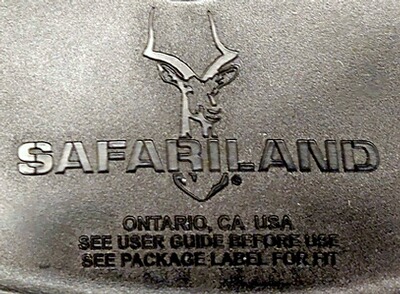 SAFARILAND®
ONTARIO, CA USA
SEE USER GUIDE BEFORE USE
SEE PACKAGE LABEL FOR FIT